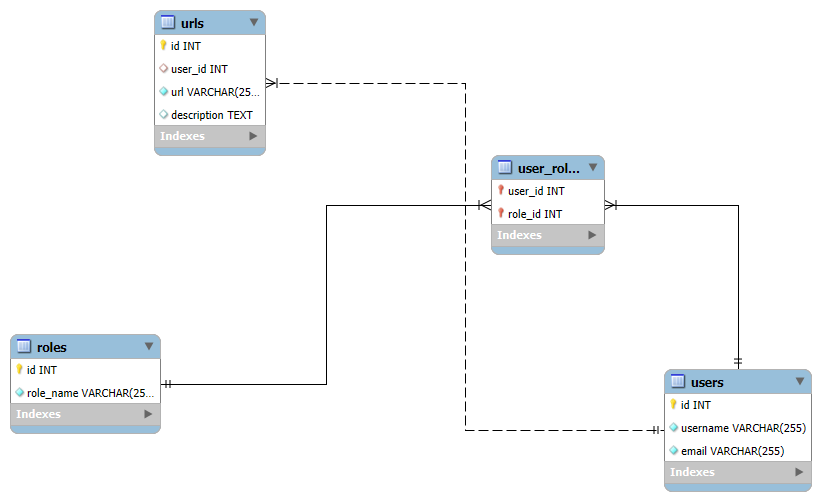 urls
id INT
user_id INT
url VARCHAR(25...
description TEXT
Indexes
user_rol...
user_id INT
role_id INT
Indexes
roles
id INT
role_name VARCHAR(25...
Indexes
users
id INT
username VARCHAR(255)
email VARCHAR(255)
Indexes